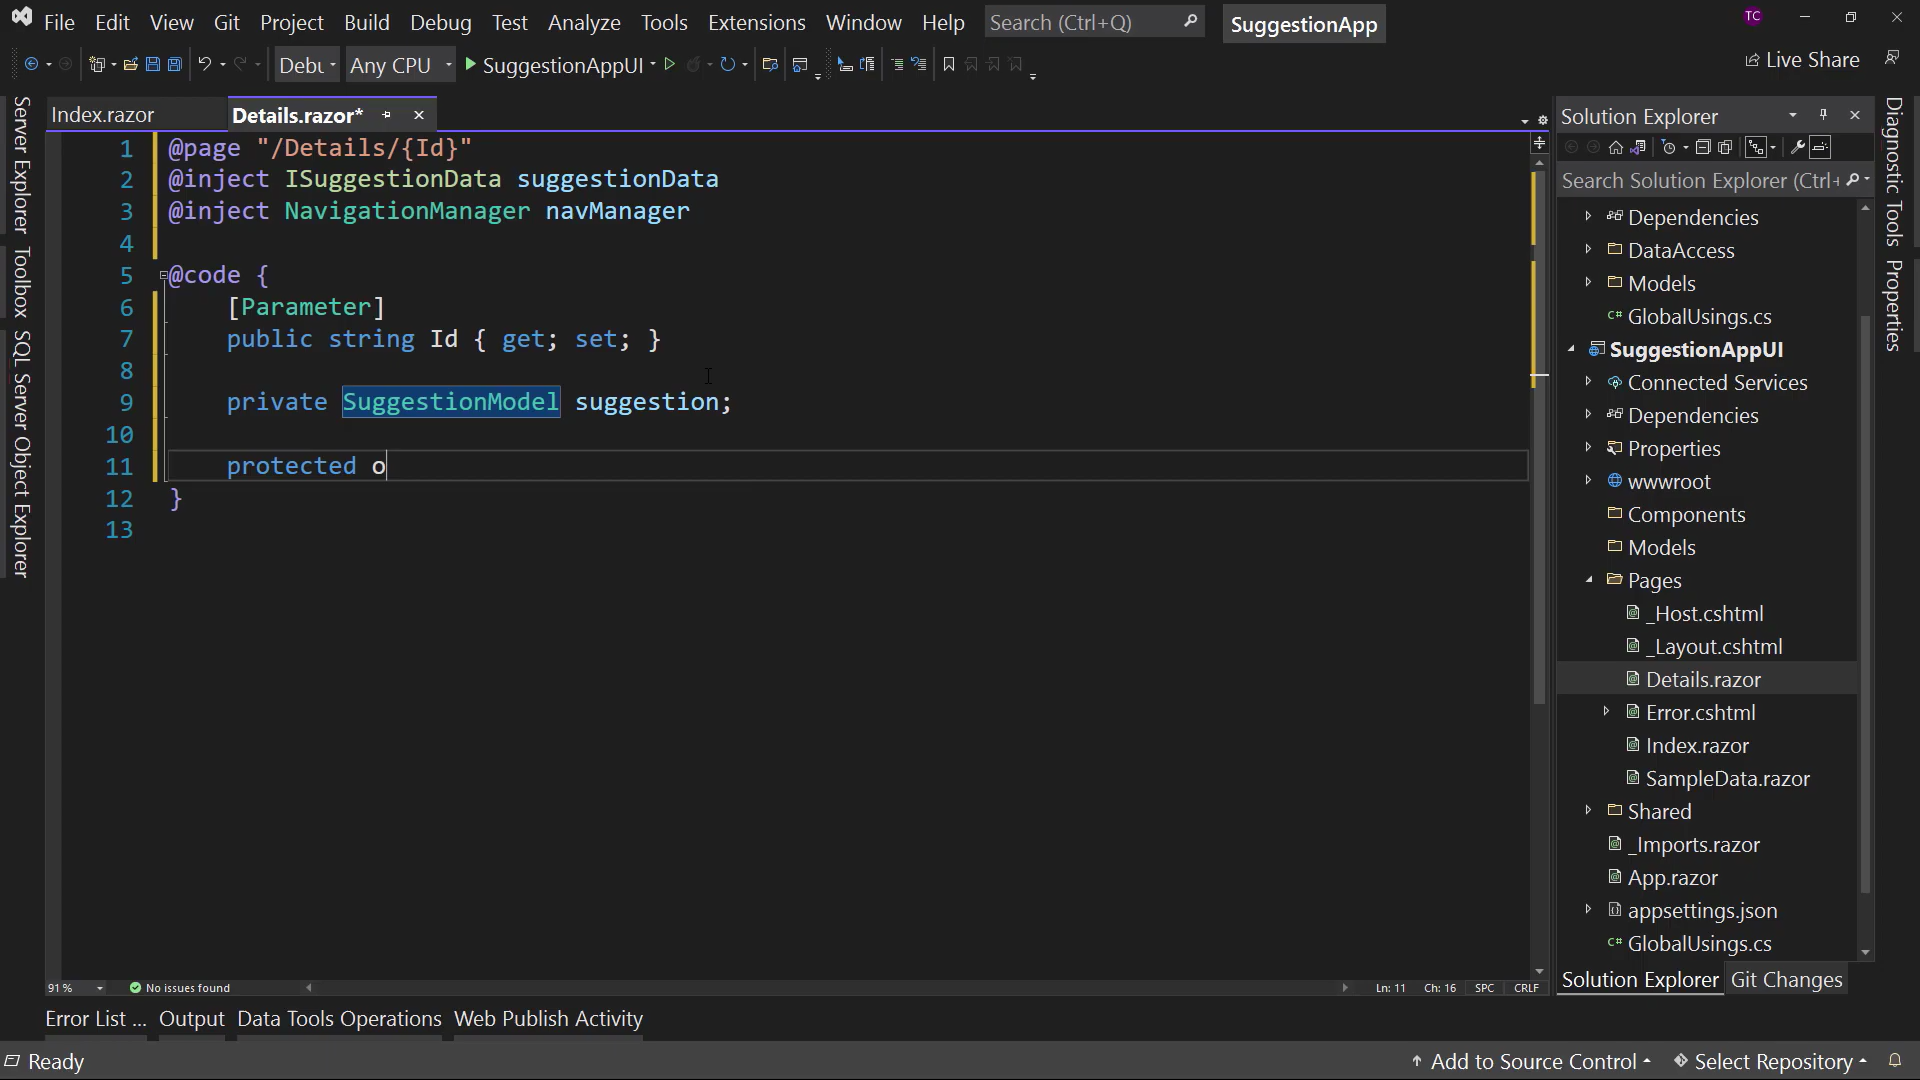 File Edit View Git Project Build Debug Test Analyze Tools Extensions Window Help Search (Ctrl+Q) SuggestionApp TC
Debu Any CPU SuggestionAppUI Live Share
Index.razor Details.razor*
1 @page "/Details/{Id}"
2 @inject ISuggestionData suggestionData
3 @inject NavigationManager navManager
4
5 @code {
6 [Parameter]
7 public string Id { get; set; }
8
9 private SuggestionModel suggestion;
10
11 protected o
12 }
13
91 % No issues found Ln: 11 Ch: 16 SPC CRLF
Server Explorer
Toolbox
SQL Server Object Explorer
Solution Explorer
Search Solution Explorer (Ctrl+
Dependencies
DataAccess
Models
C# GlobalUsings.cs
SuggestionAppUI
Connected Services
Dependencies
Properties
wwwroot
Components
Models
Pages
_Host.cshtml
_Layout.cshtml
Details.razor
Error.cshtml
Index.razor
SampleData.razor
Shared
_Imports.razor
App.razor
appsettings.json
C# GlobalUsings.cs
Solution Explorer Git Changes
Diagnostic Tools
Properties
Error List ... Output Data Tools Operations Web Publish Activity
Ready Add to Source Control Select Repository